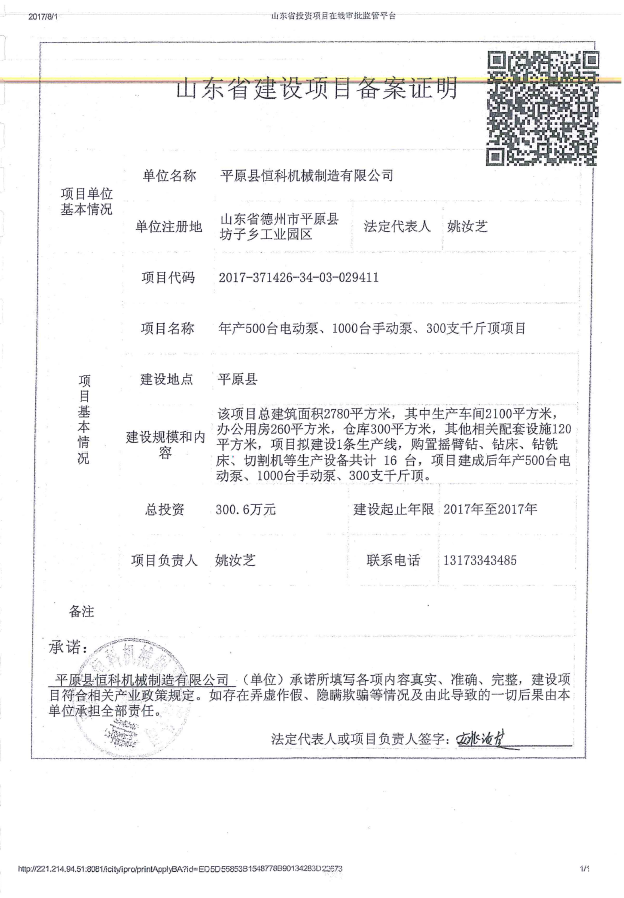 2017/8/1
山东省投资项目在线审批监管平台
山东省建设项目备案证明
项目单位
基本情况
单位名称
平原县恒科机械制造有限公司
单位注册地
山东省德州市平原县
坊子乡工业园区
法定代表人
姚汝芝
项目基本情况
项目代码
2017-371426-34-03-029411
项目名称
年产500台电动泵、1000台手动泵、300支千斤顶项目
建设地点
平原县
建设规模和内
容
该项目总建筑面积2780平方米，其中生产车间2100平方米，
办公用房260平方米，仓库300平方米，其他相关配套设施120
平方米，项目拟建设1条生产线，购置摇臂钻、钻床、钻铣
床、切割机等生产设备共计 16 台，项目建成后年产500台电
动泵、1000台手动泵、300支千斤顶。
总投资
300.6万元
建设起止年限
2017年至2017年
项目负责人
姚汝芝
联系电话
13173343485
备注
承诺：
平原县恒科机械制造有限公司 （单位）承诺所填写各项内容真实、准确、完整，建设项
目符合相关产业政策规定。如存在弄虚作假、隐瞒欺骗等情况及由此导致的一切后果由本
单位承担全部责任。
法定代表人或项目负责人签字：姚汝芝
1/1